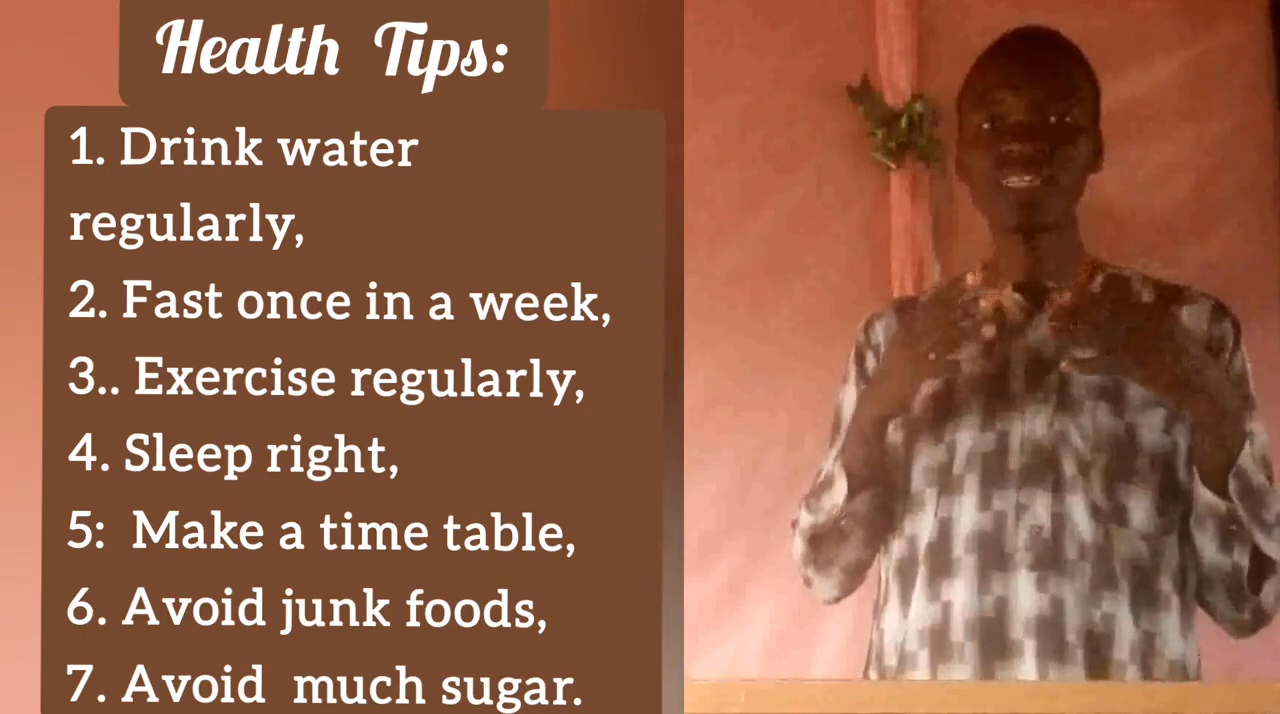 Health Tips:
1. Drink water
regularly,
2. Fast once in a week,
3.. Exercise regularly,
4. Sleep right,
5: Make a time table,
6. Avoid junk foods,
7. Avoid much sugar.